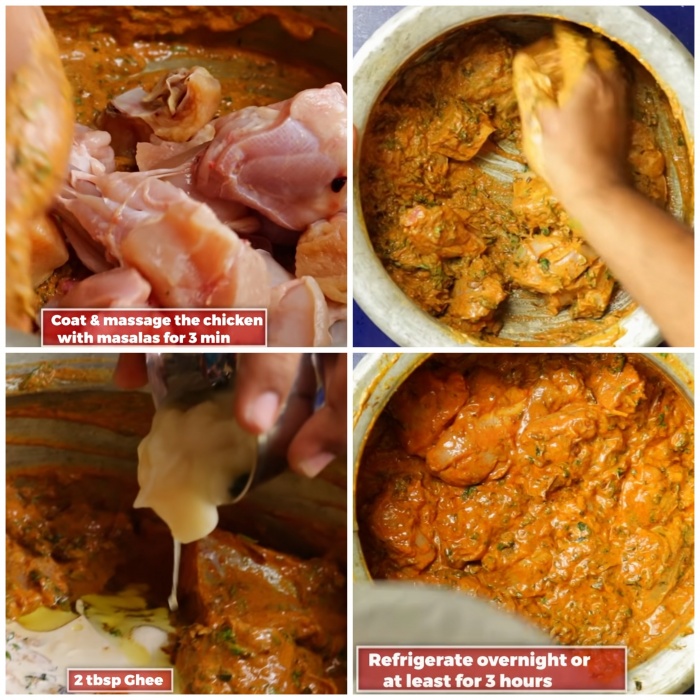 Coat & massage the chicken
with masalas for 3 min
2 tbsp Ghee
Refrigerate overnight or
at least for 3 hours